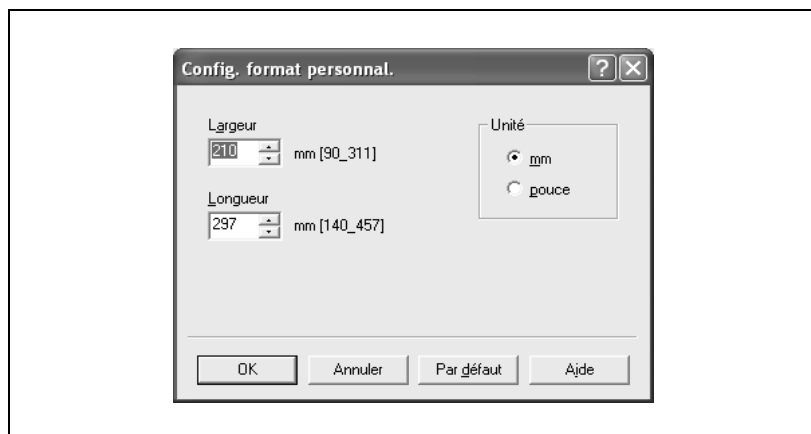 Config. format personnal.
Largeur
210 mm [90_311]
Longueur
297 mm [140_457]
Unité
mm
pouce
OK Annuler Par défaut Aide